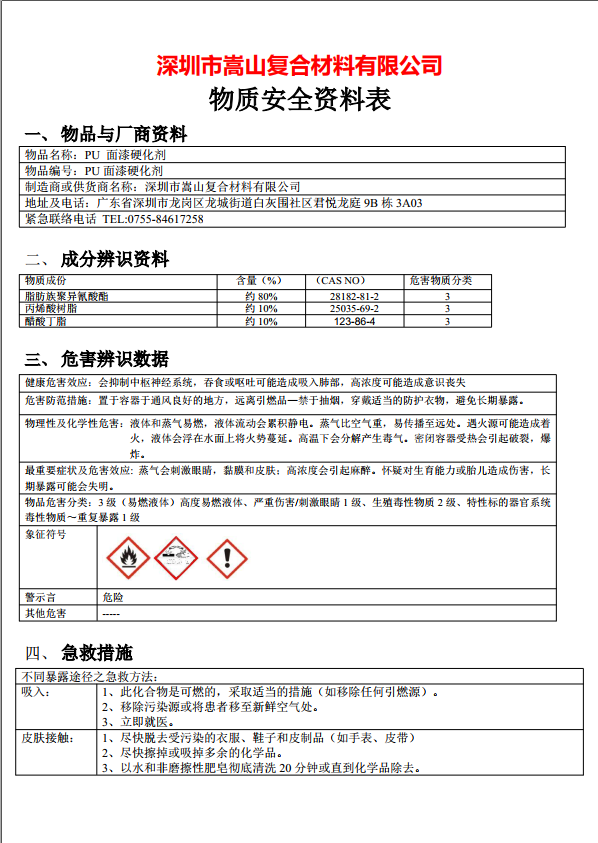 深圳市嵩山复合材料有限公司
物质安全资料表
一、 物品与厂商资料
物品名称：PU 面漆硬化剂
物品编号：PU 面漆硬化剂
制造商或供货商名称：深圳市嵩山复合材料有限公司
地址及电话：广东省深圳市龙岗区龙城街道白灰围社区君悦龙庭 9B 栋 3A03
紧急联络电话 TEL:0755-84617258
二、 成分辨识资料
物质成份 含量（%） （CAS NO） 危害物质分类
脂肪族聚异氰酸酯 约 80% 28182-81-2 3
丙烯酸树脂 约 10% 25035-69-2 3
醋酸丁脂 约 10% 123-86-4 3
三、 危害辨识数据
健康危害效应：会抑制中枢神经系统，吞食或呕吐可能造成吸入肺部，高浓度可能造成意识丧失
危害防范措施：置于容器于通风良好的地方，远离引燃品—禁于抽烟，穿戴适当的防护衣物，避免长期暴露。
物理性及化学性危害：液体和蒸气易燃，液体流动会累积静电。蒸气比空气重，易传播至远处。遇火源可能造成着
火，液体会浮在水面上将火势蔓延。高温下会分解产生毒气。密闭容器受热会引起破裂，爆
炸。
最重要症状及危害效应: 蒸气会刺激眼睛，黏膜和皮肤；高浓度会引起麻醉。怀疑对生育能力或胎儿造成伤害，长
期暴露可能会失明。
物品危害分类：3 级（易燃液体）高度易燃液体、严重伤害/刺激眼睛 1 级、生殖毒性物质 2 级、特性标的器官系统
毒性物质～重复暴露 1 级
象征符号
警示言 危险
其他危害 -----
四、 急救措施
不同暴露途径之急救方法：
吸入： 1、此化合物是可燃的，采取适当的措施（如移除任何引燃源）。
2、移除污染源或将患者移至新鲜空气处。
3、立即就医。
皮肤接触： 1、尽快脱去受污染的衣服、鞋子和皮制品（如手表、皮带）
2、尽快擦掉或吸掉多余的化学品。
3、以水和非磨擦性肥皂彻底清洗 20 分钟或直到化学品除去。